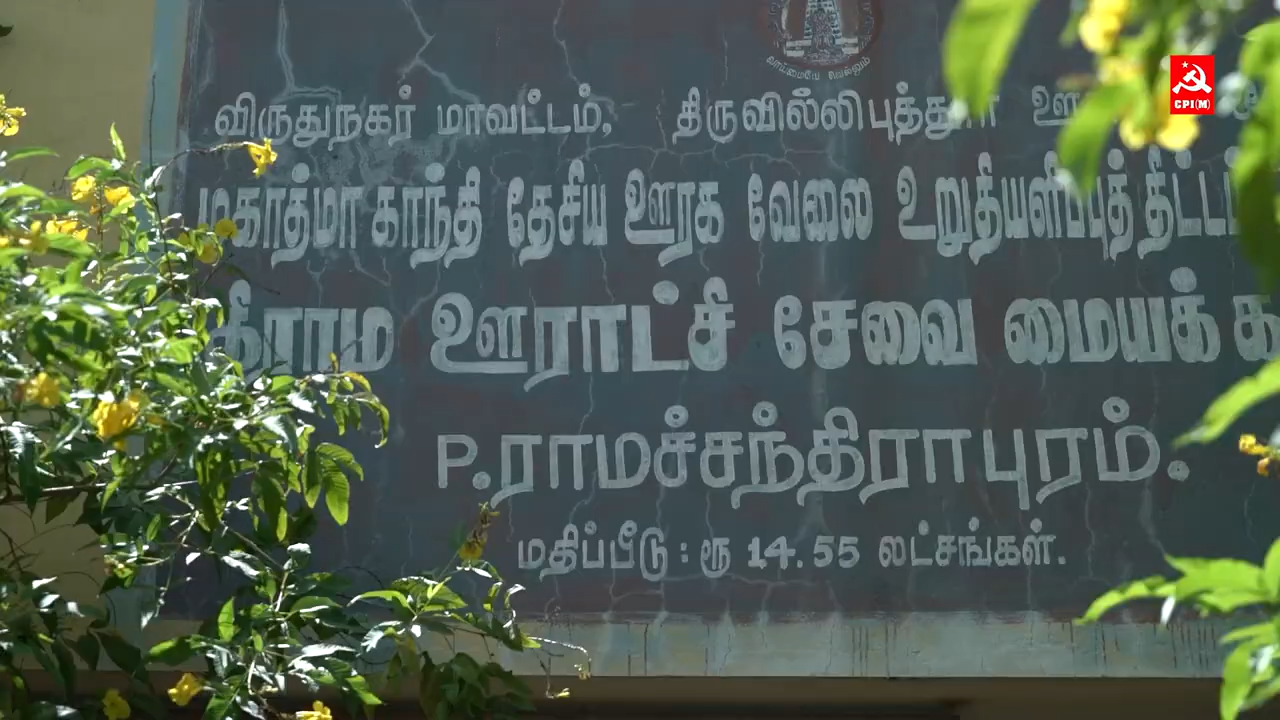 வாய்மையே வெல்லும்
CPI(M)
விருதுநகர் மாவட்டம், திருவில்லிபுத்தூர்
மகாத்மா காந்தி தேசிய ஊரக வேலை உறுதியளிப்புத் திட்டம்
கிராம ஊராட்சி சேவை மையக்
P.ராமச்சந்திராபுரம்.
மதிப்பீடு : ரூ 14.55 லட்சங்கள்.